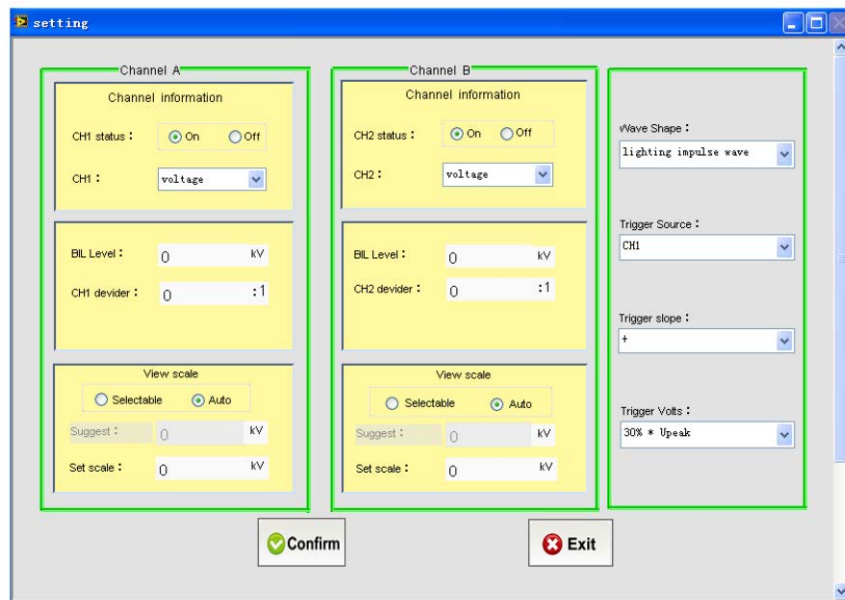 setting
Channel A
Channel information
CH1 status：
On
Off
CH1：
voltage
BIL Level：
0
kV
CH1 devider：
0
:1
View scale
Selectable
Auto
Suggest：
0
kV
Set scale：
0
kV
Channel B
Channel information
CH2 status：
On
Off
CH2：
voltage
BIL Level：
0
kV
CH2 devider：
0
:1
View scale
Selectable
Auto
Suggest：
0
kV
Set scale：
0
kV
Wave Shape：
lighting impulse wave
Trigger Source：
CH1
Trigger slope：
+
Trigger Volts：
30% * Upeak
Confirm
Exit